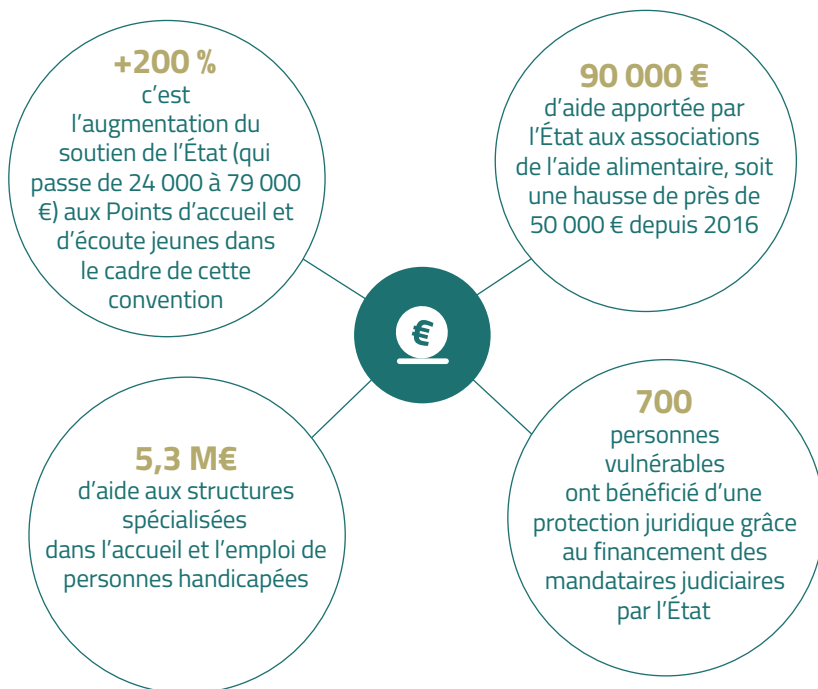 +200 %
c’est
l’augmentation du
soutien de l’État (qui
passe de 24 000 à 79 000
€) aux Points d’accueil et
d’écoute jeunes dans
le cadre de cette
convention
90 000 €
d’aide apportée par
l’État aux associations
de l’aide alimentaire, soit
une hausse de près de
50 000 € depuis 2016
€
5,3 M€
d’aide aux structures
spécialisées
dans l’accueil et l’emploi de
personnes handicapées
700
personnes
vulnérables
ont bénéficié d’une
protection juridique grâce
au financement des
mandataires judiciaires
par l’État